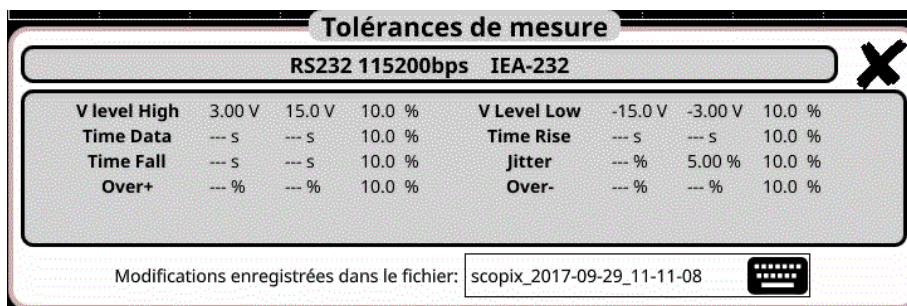 Tolérances de mesure
RS232 115200bps IEA-232
V level High 3.00 V 15.0 V 10.0 % V Level Low -15.0 V -3.00 V 10.0 %
Time Data --- s --- s 10.0 % Time Rise --- s --- s 10.0 %
Time Fall --- s --- s 10.0 % Jitter --- % 5.00 % 10.0 %
Over+ --- % --- % 10.0 % Over- --- % --- % 10.0 %
Modifications enregistrées dans le fichier: scopix_2017-09-29_11-11-08